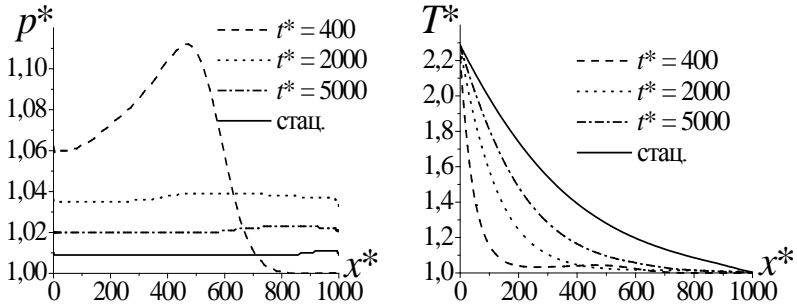 p*
1,10
1,08
1,06
1,04
1,02
1,00
0 200 400 600 800 1000
x*
t* = 400
t* = 2000
t* = 5000
стац.
T*
2,2
2,0
1,8
1,6
1,4
1,2
1,0
0 200 400 600 800 1000
x*
t* = 400
t* = 2000
t* = 5000
стац.